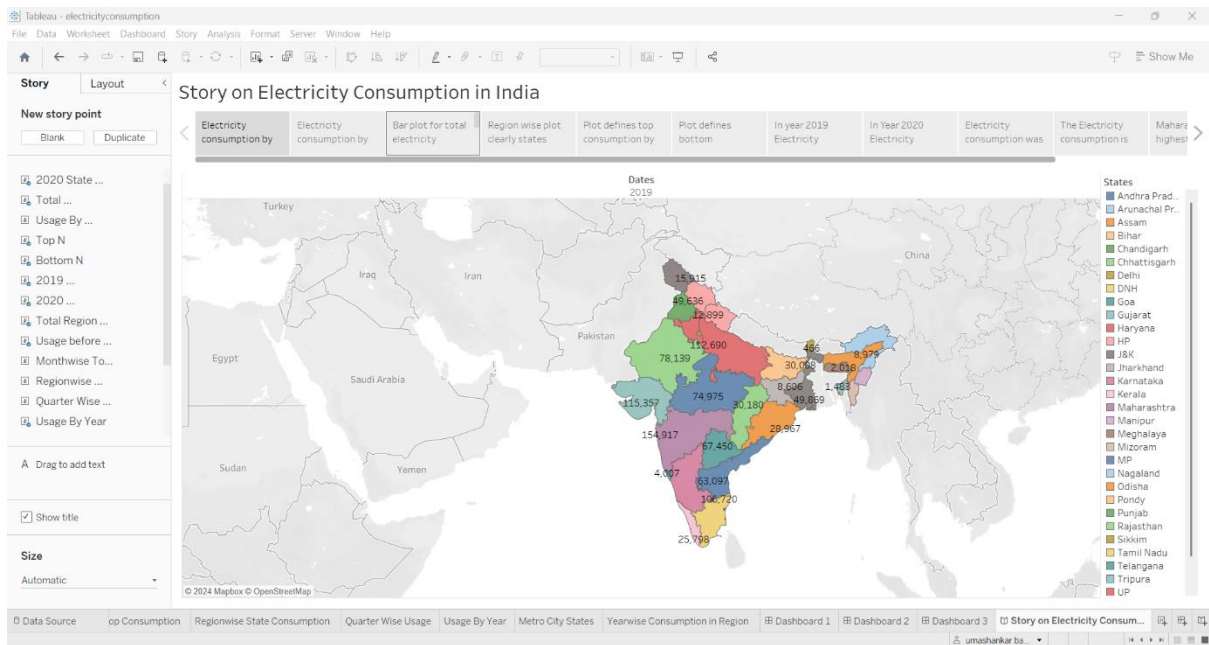 Tableau - electricityconsumption
File Data Worksheet Dashboard Story Analysis Format Server Window Help
Show Me
Story Layout
New story point
Blank Duplicate
2020 State ...
Total ...
Usage By ...
Top N
Bottom N
2019 ...
2020 ...
Total Region ...
Usage before ...
Monthwise To...
Regionwise ...
Quarter Wise ...
Usage By Year
A Drag to add text
Show title
Size
Automatic
Story on Electricity Consumption in India
Electricity consumption by
Electricity consumption by
Bar plot for total electricity
Region wise plot clearly states
Plot defines top consumption by
Plot defines bottom
In year 2019 Electricity
In Year 2020 Electricity
Electricity consumption was
The Electricity consumption is
Mahara highest
Dates
2019
Turkey
China
Iraq
Iran
Pakistan
Egypt
Saudi Arabia
Sudan
Yemen
15,915
49,636
12,899
112,690
466
8,979
78,139
30,008
2,018
8,606
1,483
115,357
74,975
30,180
49,869
28,967
154,917
67,450
4,007
63,097
106,720
25,798
© 2024 Mapbox © OpenStreetMap
States
Andhra Prad..
Arunachal Pr..
Assam
Bihar
Chandigarh
Chhattisgarh
Delhi
DNH
Goa
Gujarat
Haryana
HP
J&K
Jharkhand
Karnataka
Kerala
Maharashtra
Manipur
Meghalaya
Mizoram
MP
Nagaland
Odisha
Pondy
Punjab
Rajasthan
Sikkim
Tamil Nadu
Telangana
Tripura
UP
Data Source op Consumption Regionwise State Consumption Quarter Wise Usage Usage By Year Metro City States Yearwise Consumption in Region Dashboard 1 Dashboard 2 Dashboard 3 Story on Electricity Consum...
umashankar ba...